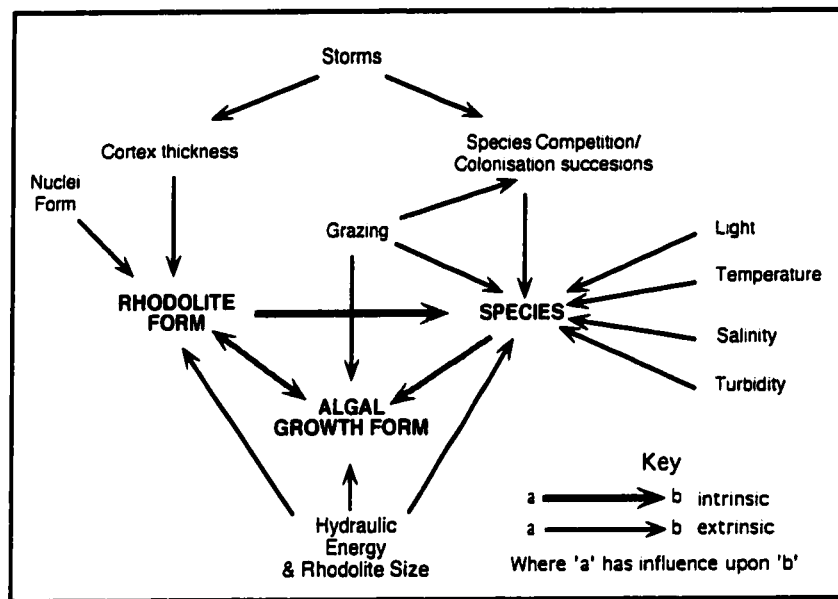 Storms
Cortex thickness
Species Competition/
Colonisation succesions
Nuclei
Form
Grazing
Light
Temperature
RHODOLITE
FORM
SPECIES
Salinity
Turbidity
ALGAL
GROWTH FORM
Key
a b intrinsic
a b extrinsic
Hydraulic
Energy
& Rhodolite Size
Where 'a' has influence upon 'b'